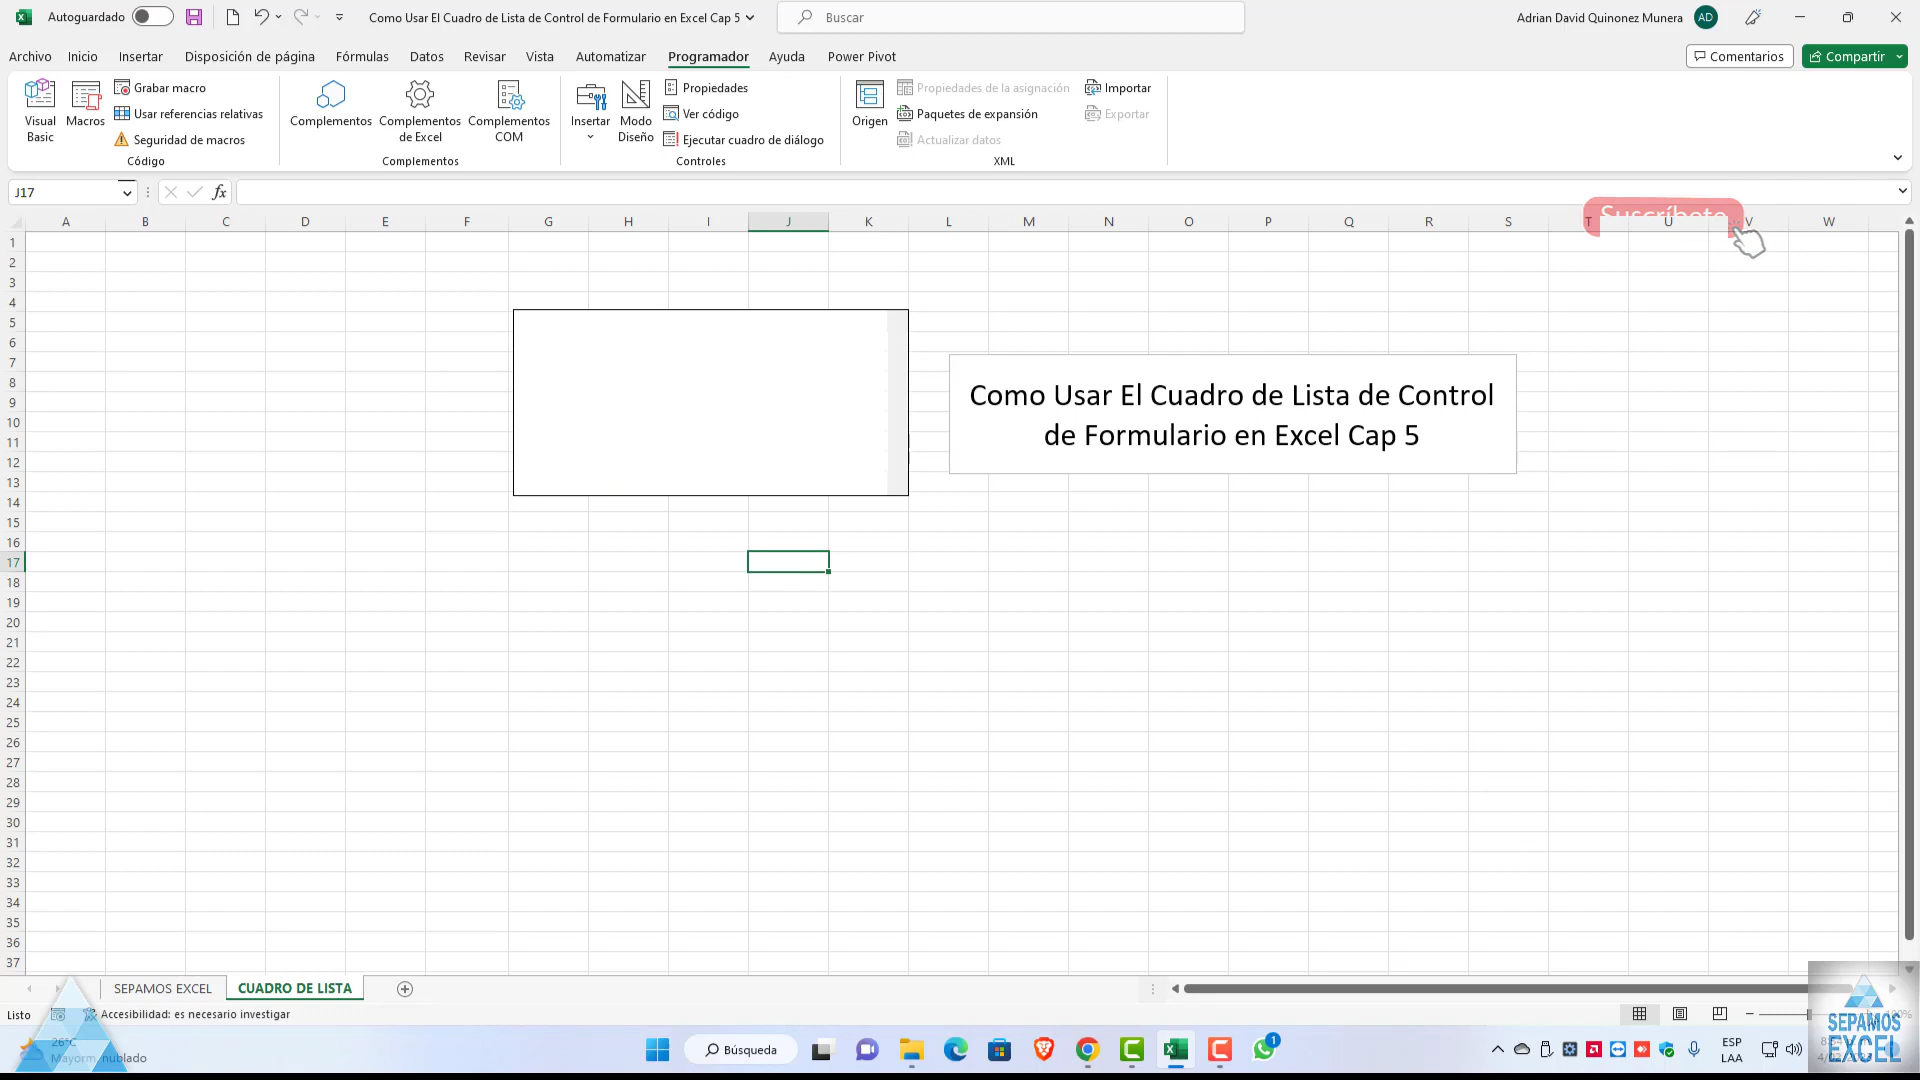 Autoguardado
Como Usar El Cuadro de Lista de Control de Formulario en Excel Cap 5
Buscar
Adrian David Quinonez Munera
AD
Archivo
Inicio
Insertar
Disposición de página
Fórmulas
Datos
Revisar
Vista
Automatizar
Programador
Ayuda
Power Pivot
Comentarios
Compartir
Visual
Basic
Macros
Grabar macro
Usar referencias relativas
Seguridad de macros
Código
Complementos
Complementos
de Excel
Complementos
COM
Complementos
Insertar
Modo
Diseño
Propiedades
Ver código
Ejecutar cuadro de diálogo
Controles
Origen
Propiedades de la asignación
Paquetes de expansión
Actualizar datos
Importar
Exportar
XML
J17
fx
Suscríbete
A B C D E F G H I J K L M N O P Q R S T U V W
1
2
3
4
5
6
7
8
9
10
11
12
13
14
15
16
17
18
19
20
21
22
23
24
25
26
27
28
29
30
31
32
33
34
35
36
37
Como Usar El Cuadro de Lista de Control
de Formulario en Excel Cap 5
SEPAMOS EXCEL
CUADRO DE LISTA
Listo
Accesibilidad: es necesario investigar
26°C
Mayorm. nublado
Búsqueda
1
ESP
LAA
SEPAMOS
EXCEL